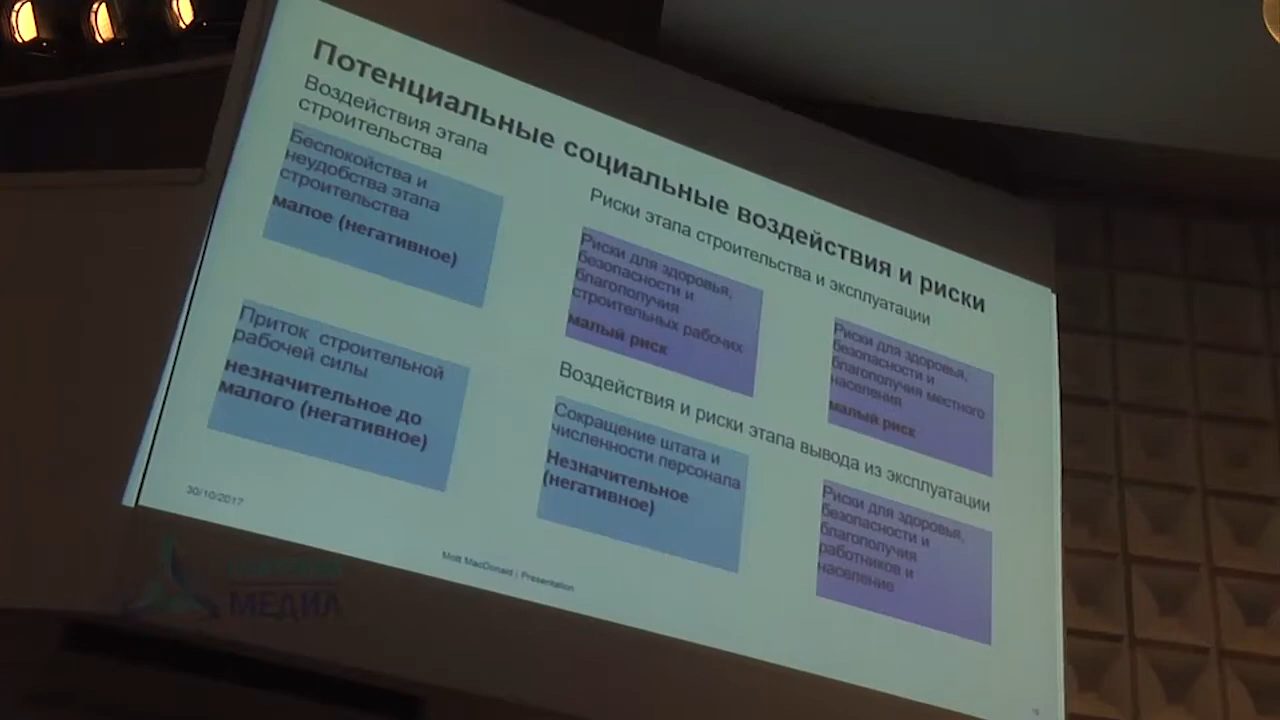 Потенциальные социальные воздействия и риски
Воздействия этапа
строительства
Беспокойства и
неудобства этапа
строительства
малое (негативное)
Приток строительной
рабочей силы
незначительное до
малого (негативное)
Риски этапа строительства и эксплуатации
Риски для здоровья,
безопасности и
благополучия
строительных рабочих
малый риск
Риски для здоровья,
безопасности и
благополучия местного
населения
малый риск
Воздействия и риски этапа вывода из эксплуатации
Сокращение штата и
численности персонала
Незначительное
(негативное)
Риски для здоровья,
безопасности и
благополучия
работников и
население
30/10/2017
Mott MacDonald | Presentation
МЕДИА